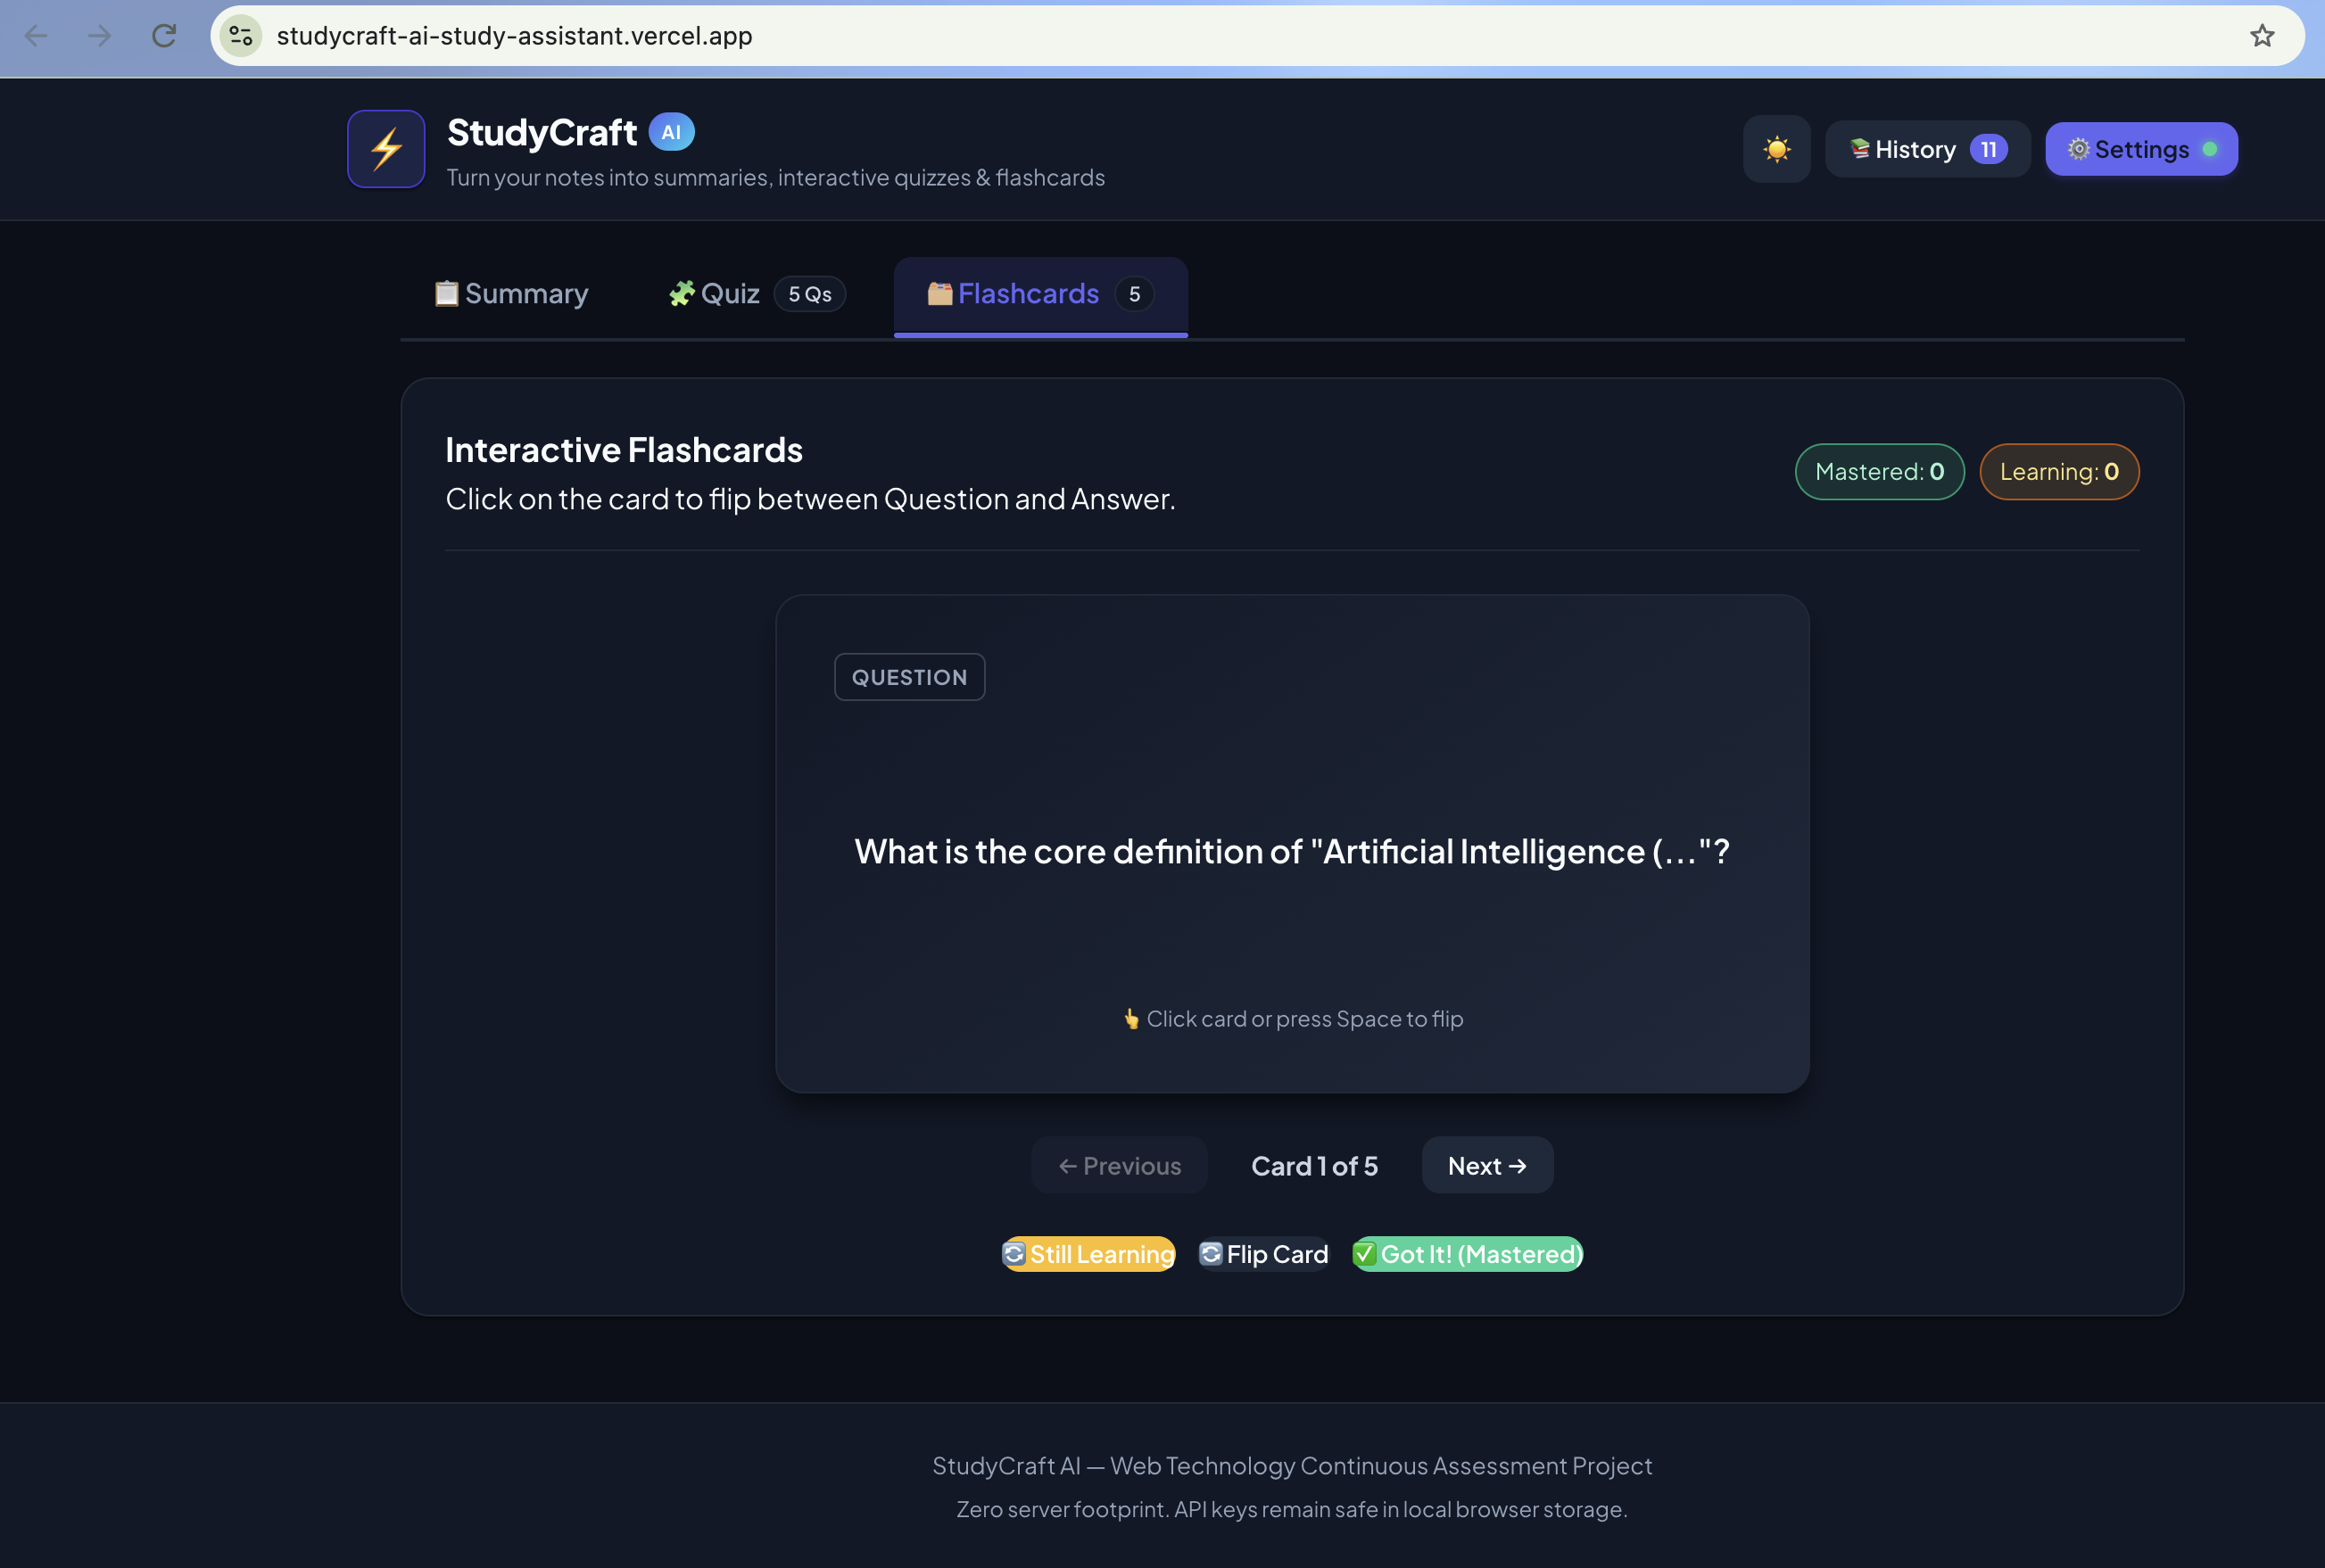 studycraft-ai-study-assistant.vercel.app
StudyCraft AI
Turn your notes into summaries, interactive quizzes & flashcards
History 11
Settings
Summary
Quiz 5 Qs
Flashcards 5
Interactive Flashcards
Click on the card to flip between Question and Answer.
Mastered: 0
Learning: 0
QUESTION
What is the core definition of "Artificial Intelligence (..."?
👆 Click card or press Space to flip
← Previous
Card 1 of 5
Next →
Still Learning
Flip Card
Got It! (Mastered)
StudyCraft AI — Web Technology Continuous Assessment Project
Zero server footprint. API keys remain safe in local browser storage.